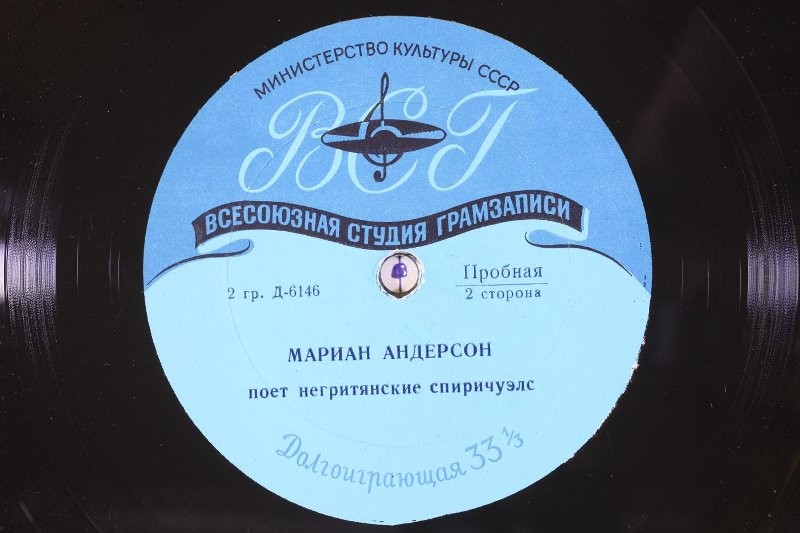 МИНИСТЕРСТВО КУЛЬТУРЫ СССР
ВСГ
ВСЕСОЮЗНАЯ СТУДИЯ ГРАМЗАПИСИ
2 гр. Д-6146
Пробная
2 сторона
МАРИАН АНДЕРСОН
поет негритянские спиричуэлс
Долгоиграющая 33 1/3